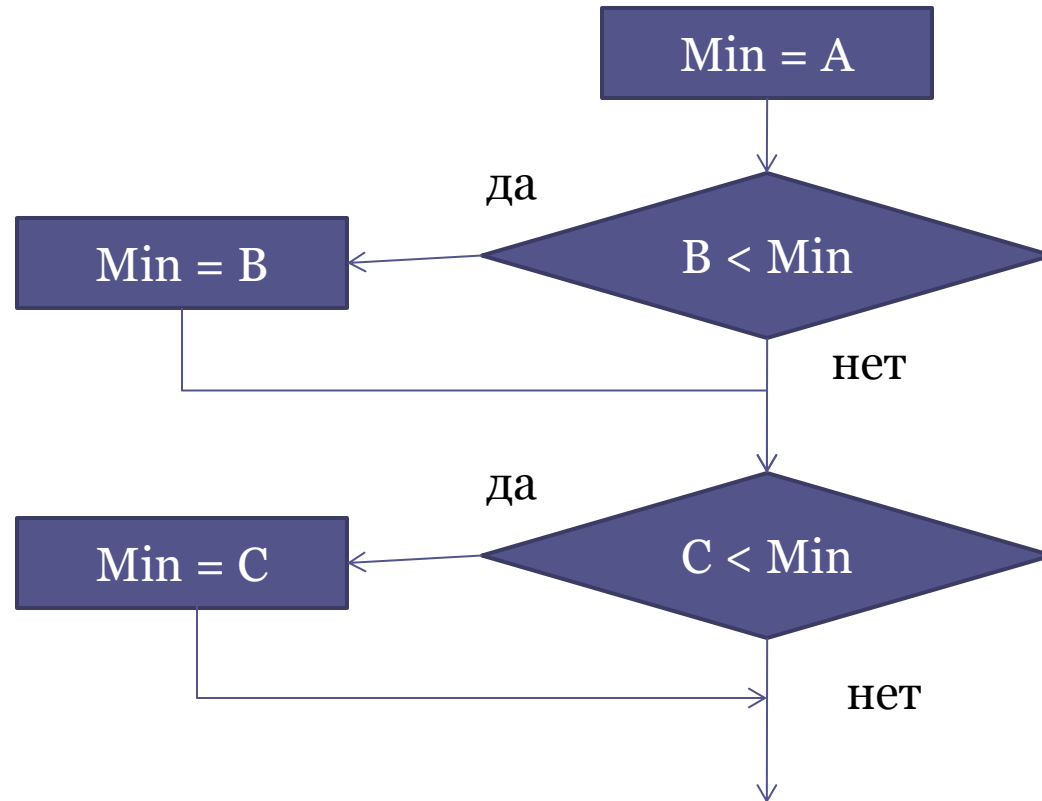 Min = A
да
B < Min
Min = B
нет
да
C < Min
Min = C
нет